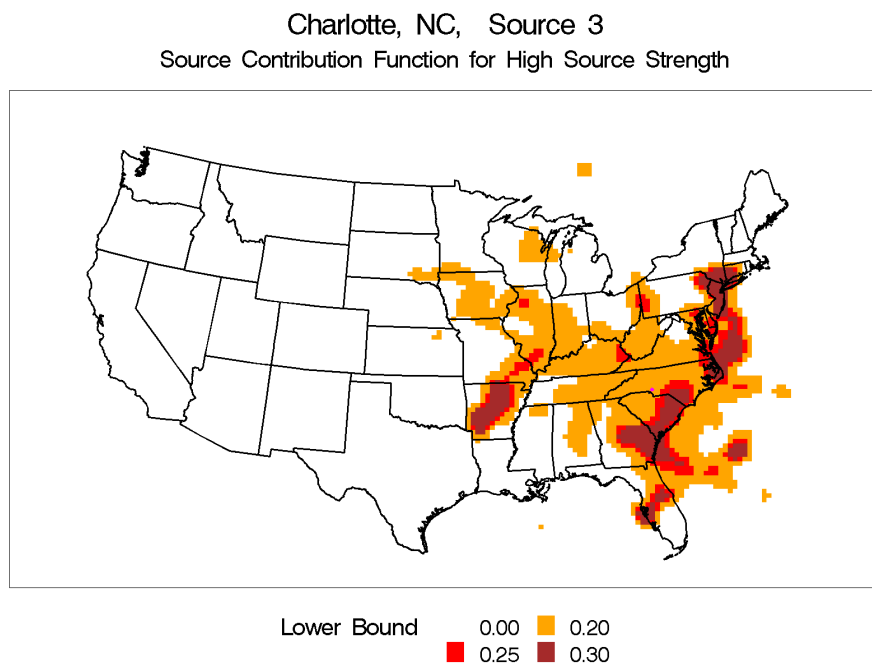 Charlotte, NC, Source 3
Source Contribution Function for High Source Strength
Lower Bound 0.00 0.20
0.25 0.30